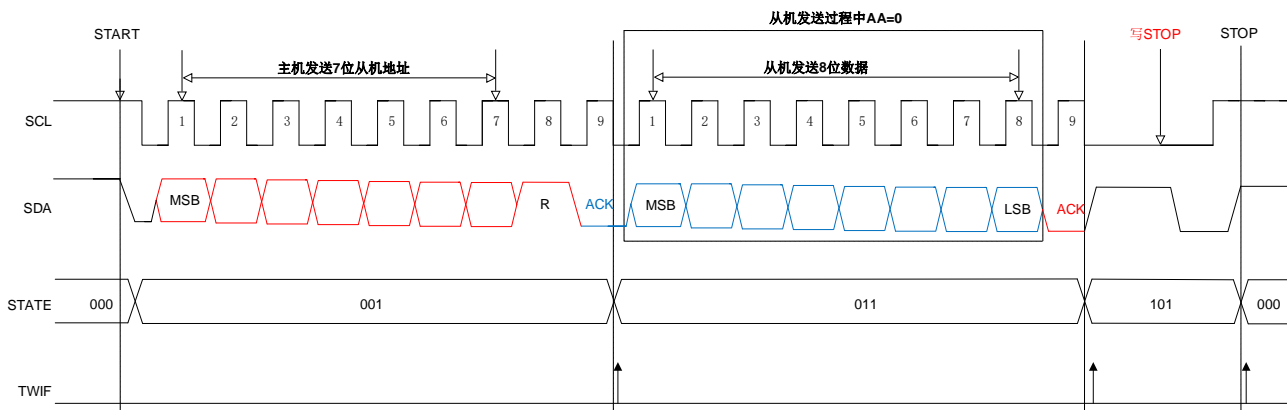 从机发送过程中AA=0
START
写STOP
STOP
主机发送7位从机地址
从机发送8位数据
SCL
1 2 3 4 5 6 7 8 9 1 2 3 4 5 6 7 8 9
SDA
MSB R ACK MSB LSB ACK
STATE 000 001 011 101 000
TWIF